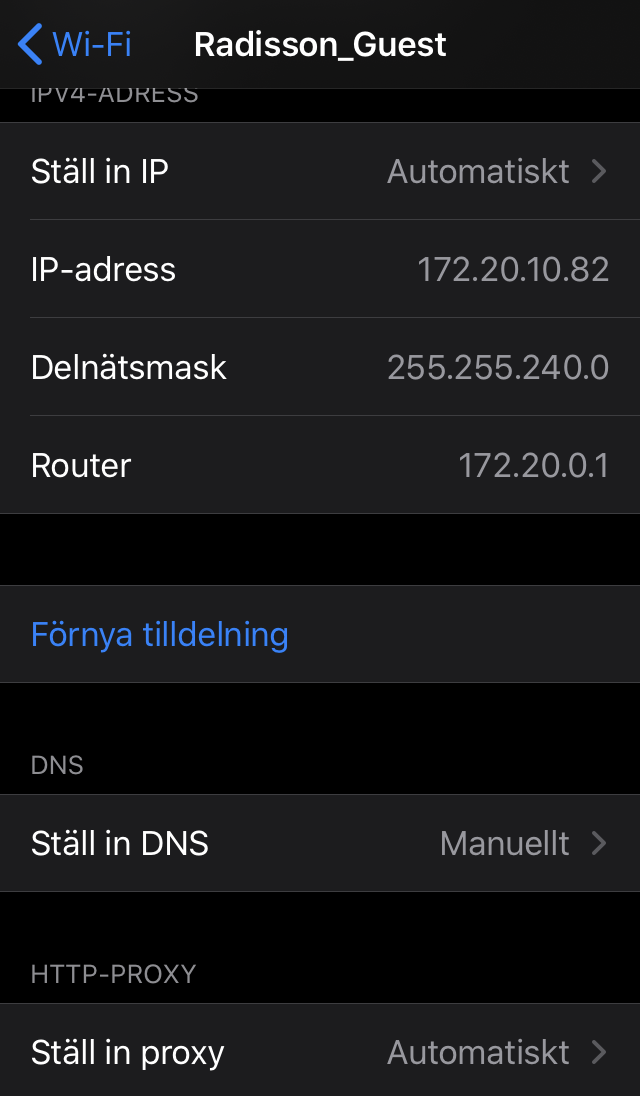 Wi-Fi Radisson_Guest
IPV4-ADRESS
Ställ in IP Automatiskt
IP-adress 172.20.10.82
Delnätsmask 255.255.240.0
Router 172.20.0.1
Förnya tilldelning
DNS
Ställ in DNS Manuellt
HTTP-PROXY
Ställ in proxy Automatiskt